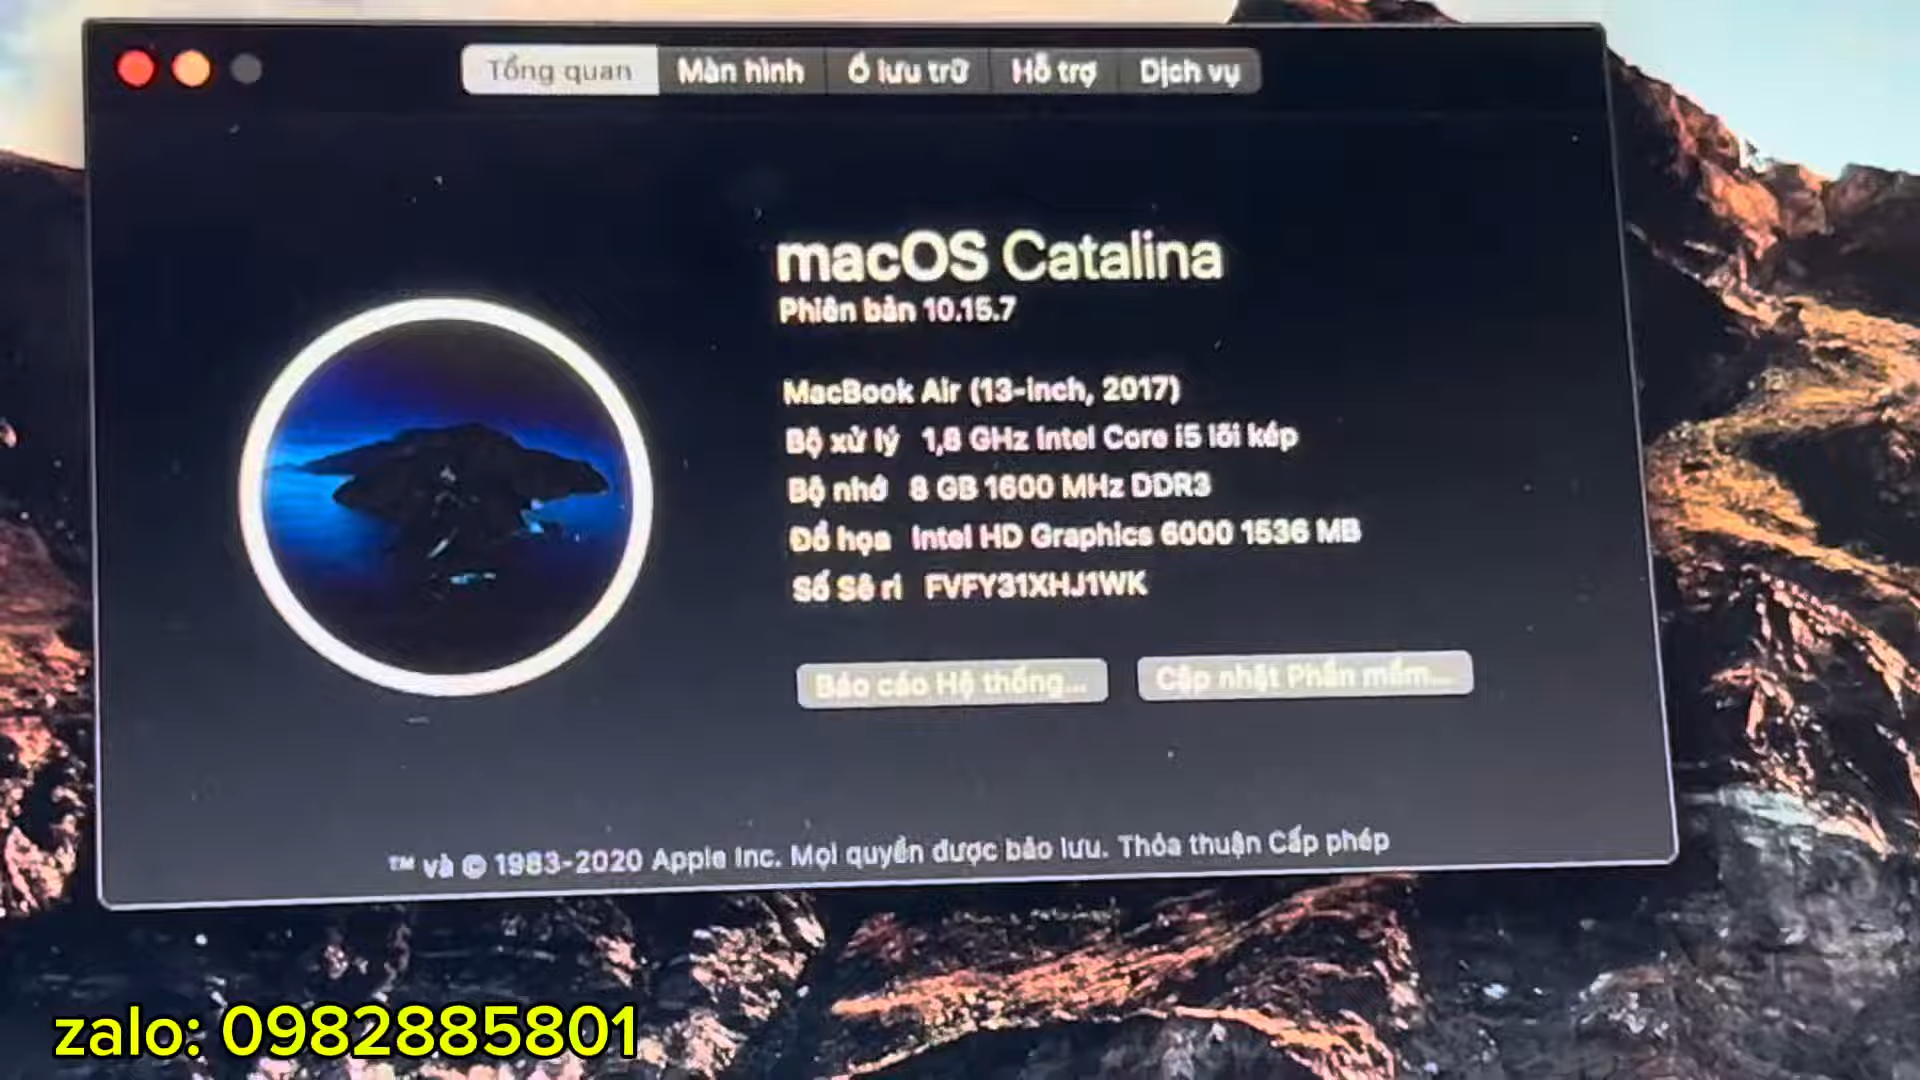 Tổng quan Màn hình Ổ lưu trữ Hỗ trợ Dịch vụ
macOS Catalina
Phiên bản 10.15.7
MacBook Air (13-inch, 2017)
Bộ xử lý 1,8 GHz Intel Core i5 lõi kép
Bộ nhớ 8 GB 1600 MHz DDR3
Đồ họa Intel HD Graphics 6000 1536 MB
Số Sê ri FVFY31XHJ1WK
Báo cáo Hệ thống... Cập nhật Phần mềm...
™ và © 1983-2020 Apple Inc. Mọi quyền được bảo lưu. Thỏa thuận Cấp phép
zalo: 0982885801